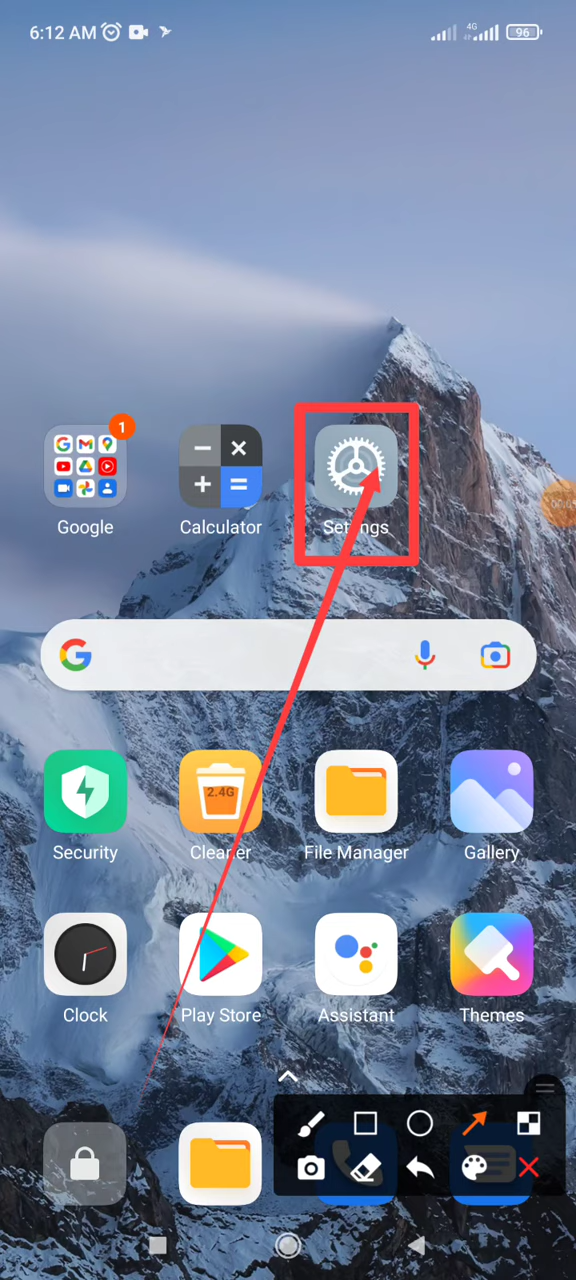 6:12 AM
4G
96
1
Google
Calculator
Settings
Security
2.4G
Cleaner
File Manager
Gallery
Clock
Play Store
Assistant
Themes